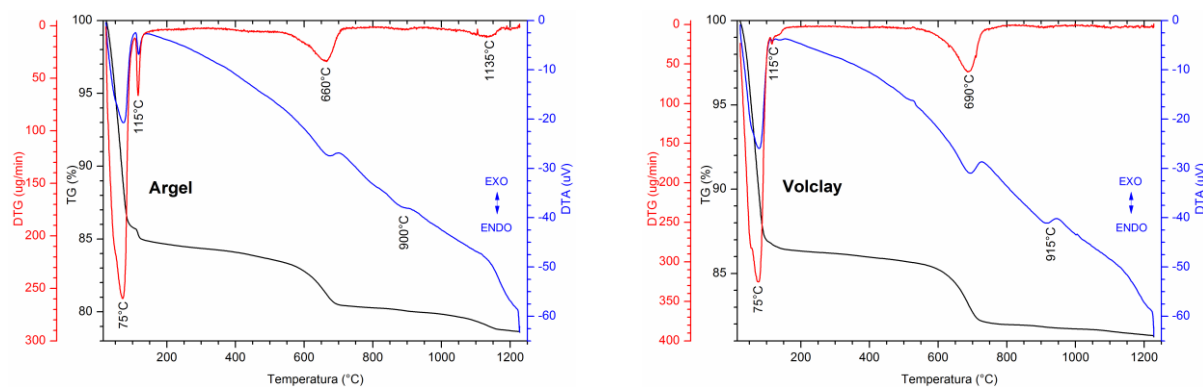 100
95
90
85
80
TG (%)
0
50
100
150
200
250
300
DTG (ug/min)
0
-10
-20
-30
-40
-50
-60
DTA (uV)
200
400
600
800
1000
1200
Temperatura (°C)
Argel
75°C
115°C
660°C
900°C
1135°C
EXO
ENDO
100
95
90
85
TG (%)
0
50
100
150
200
250
300
350
400
DTG (ug/min)
0
-10
-20
-30
-40
-50
-60
DTA (uV)
200
400
600
800
1000
1200
Temperatura (°C)
Volclay
75°C
115°C
690°C
915°C
EXO
ENDO